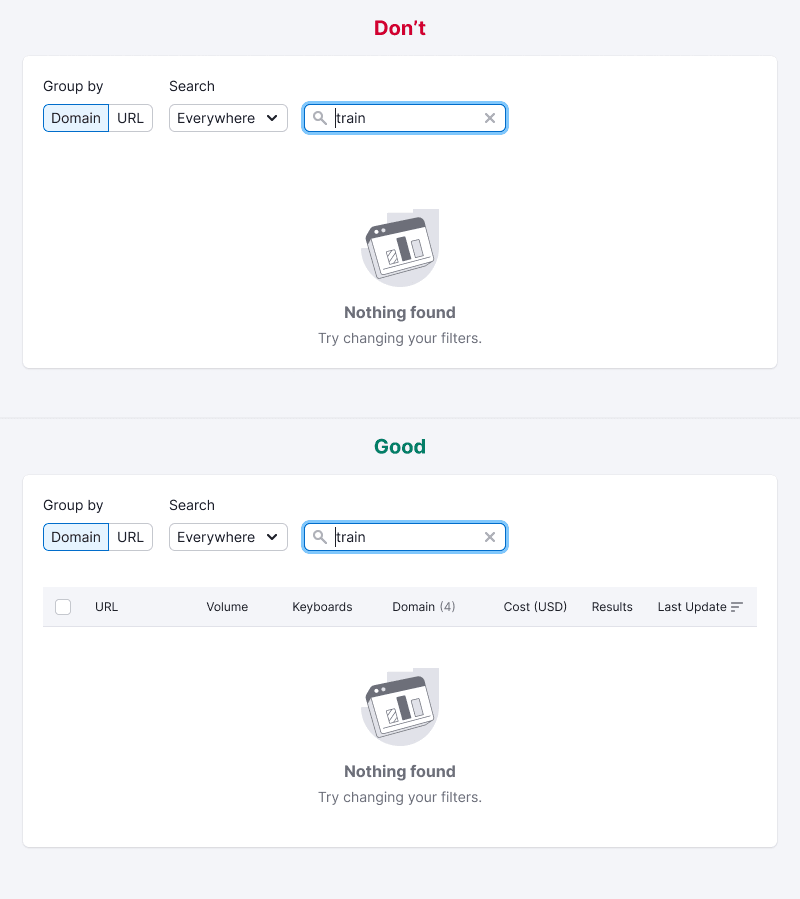 Don’t
Group by
Search
Domain
URL
Everywhere
train
Nothing found
Try changing your filters.
Good
Group by
Search
Domain
URL
Everywhere
train
URL
Volume
Keyboards
Domain (4)
Cost (USD)
Results
Last Update
Nothing found
Try changing your filters.